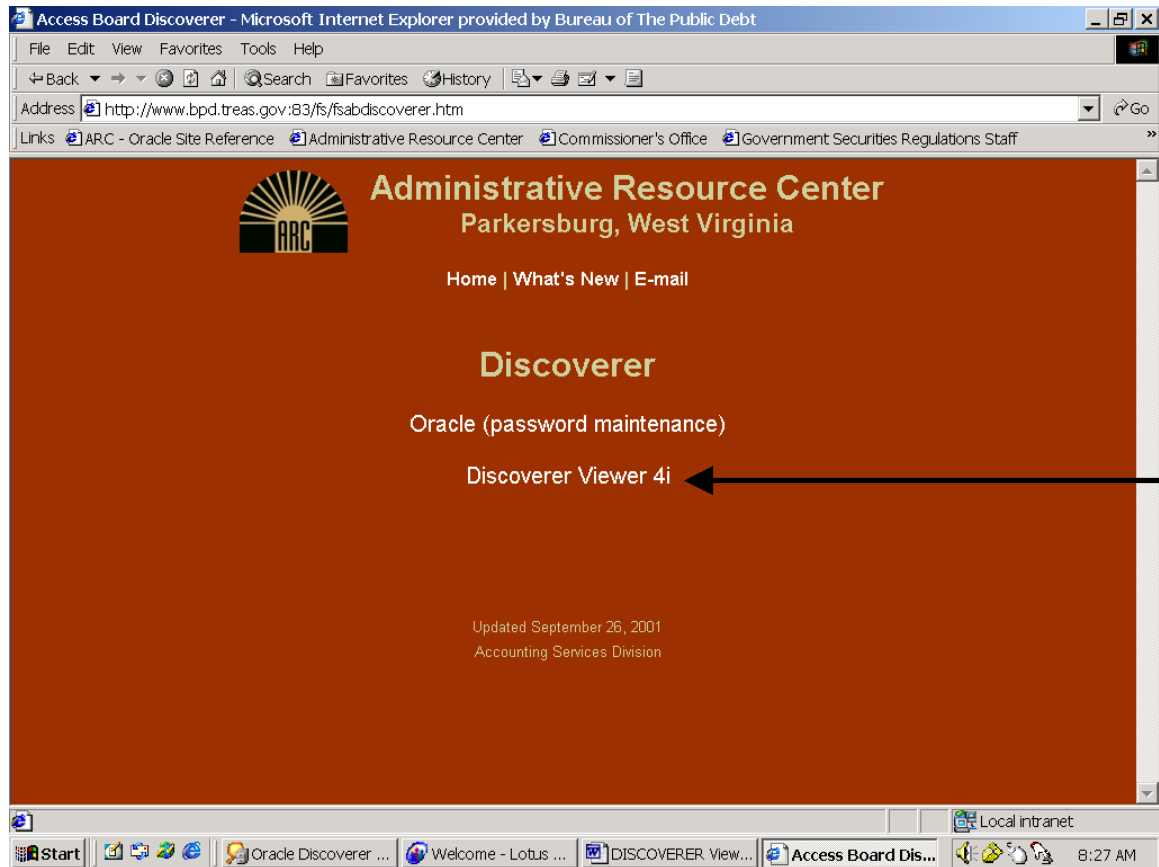 Access Board Discoverer - Microsoft Internet Explorer provided by Bureau of The Public Debt
File Edit View Favorites Tools Help
Back Search Favorites History
Address http://www.bpd.treas.gov:83/fs/fsabdiscoverer.htm Go
Links ARC - Oracle Site Reference Administrative Resource Center Commissioner's Office Government Securities Regulations Staff »
ARC
Administrative Resource Center
Parkersburg, West Virginia
Home | What's New | E-mail
Discoverer
Oracle (password maintenance)
Discoverer Viewer 4i
Updated September 26, 2001
Accounting Services Division
Local intranet
Start Oracle Discoverer ... Welcome - Lotus ... DISCOVERER View... Access Board Dis... 8:27 AM